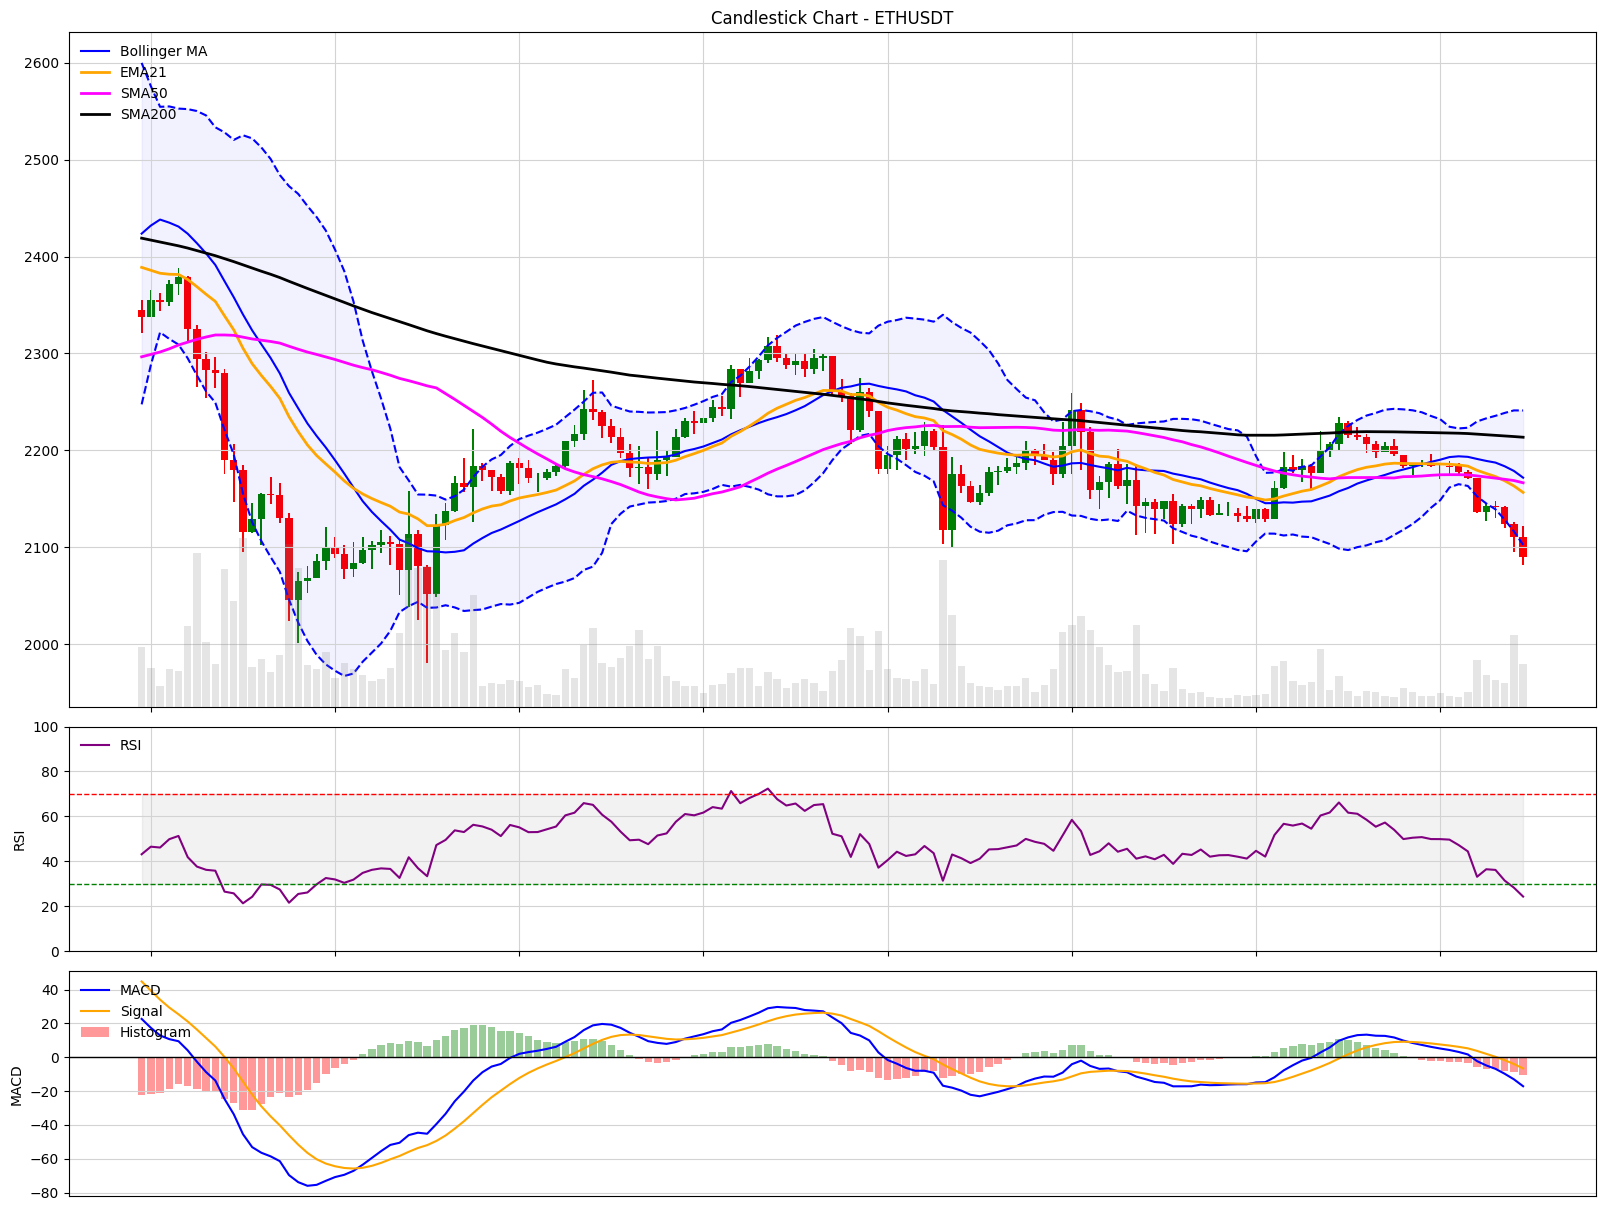 Candlestick Chart - ETHUSDT
Bollinger MA
EMA21
SMA50
SMA200
2600
2500
2400
2300
2200
2100
2000
RSI
100
80
60
40
20
0
RSI
MACD
Signal
Histogram
40
20
0
−20
−40
−60
−80
MACD